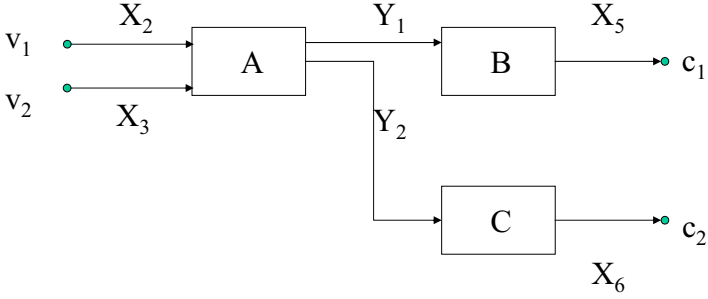 X₂ Y₁ X₅
v₁ A B c₁
v₂
X₃ Y₂
C c₂
X₆